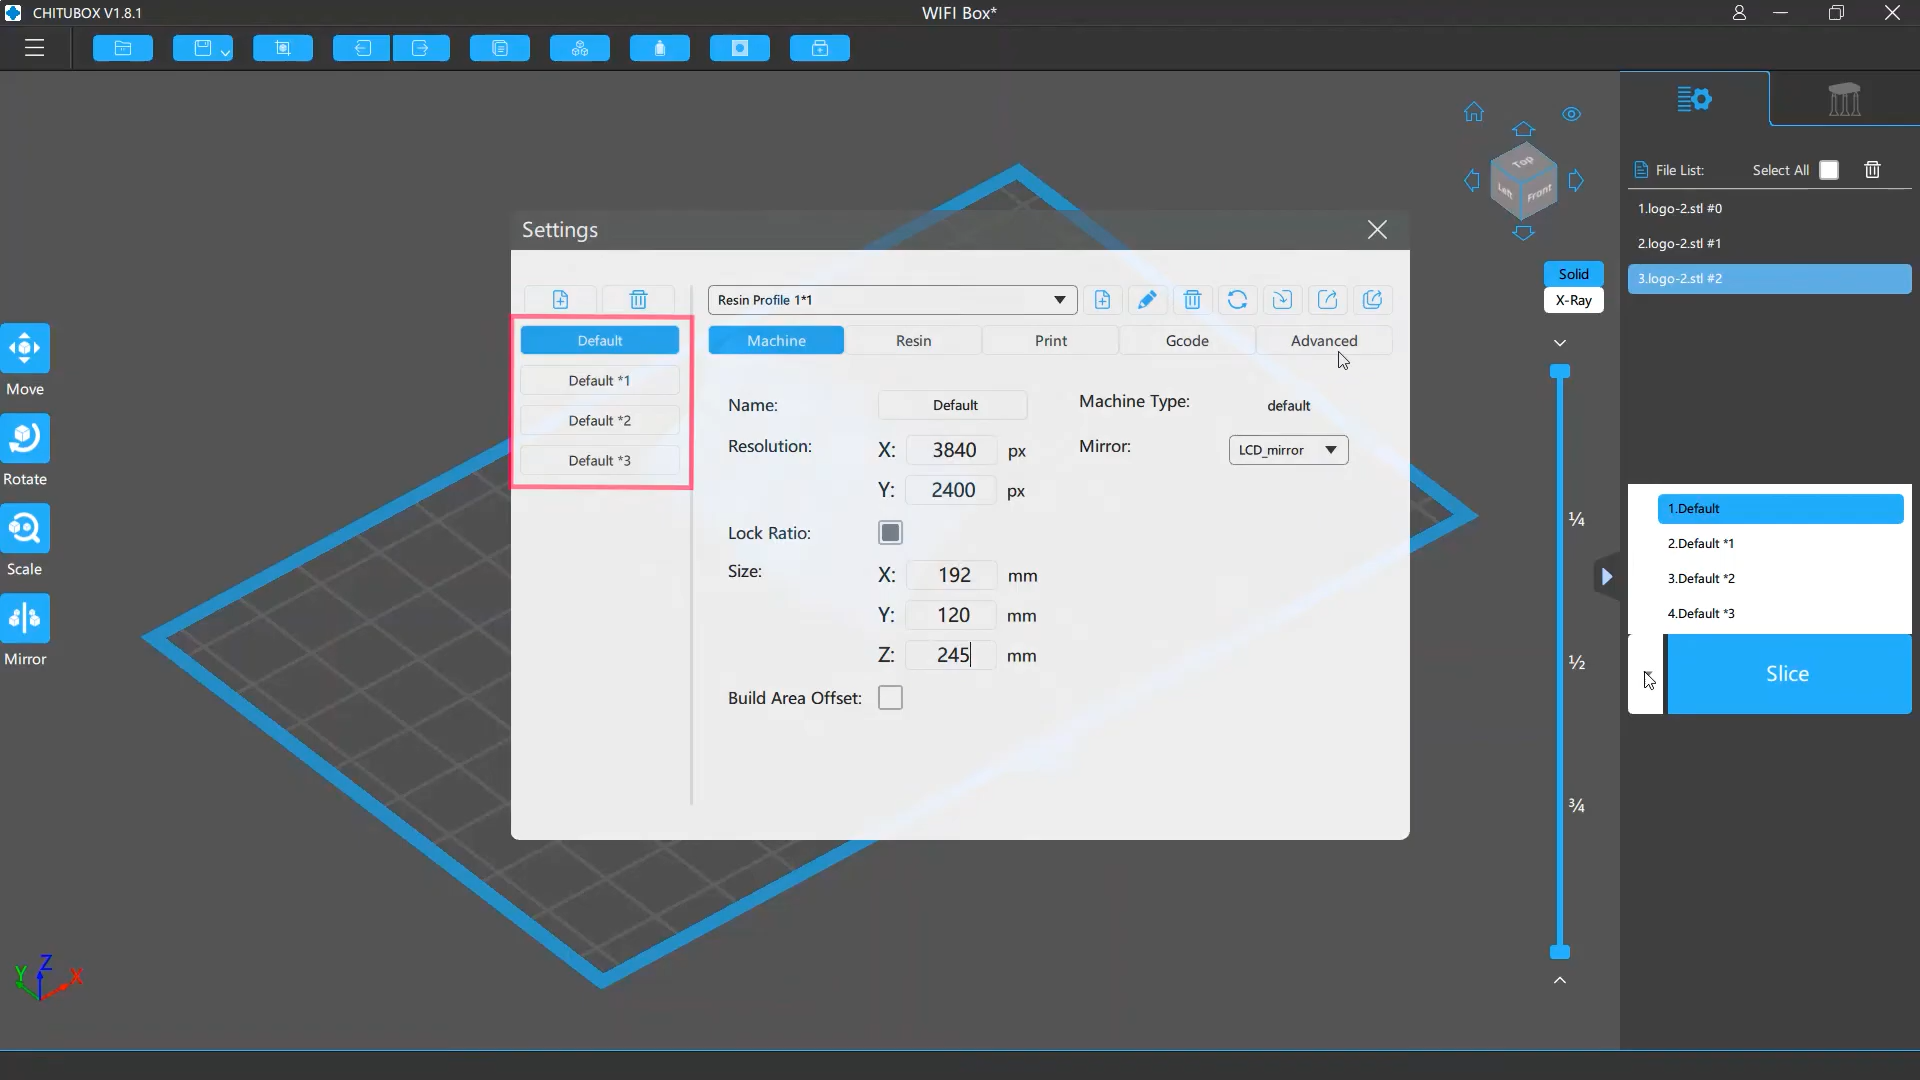 CHITUBOX V1.8.1
WIFI Box*
File List:
Select All
1.logo-2.stl #0
2.logo-2.stl #1
3.logo-2.stl #2
Top
Left
Front
Solid
X-Ray
Settings
Resin Profile 1*1
Default
Default *1
Default *2
Default *3
Machine
Resin
Print
Gcode
Advanced
Name:
Default
Machine Type:
default
Resolution:
X: 3840 px
Mirror:
LCD_mirror
Y: 2400 px
Lock Ratio:
Size:
X: 192 mm
Y: 120 mm
Z: 245 mm
Build Area Offset:
Move
Rotate
Scale
Mirror
¼
½
¾
1.Default
2.Default *1
3.Default *2
4.Default *3
Slice
Y
Z
X